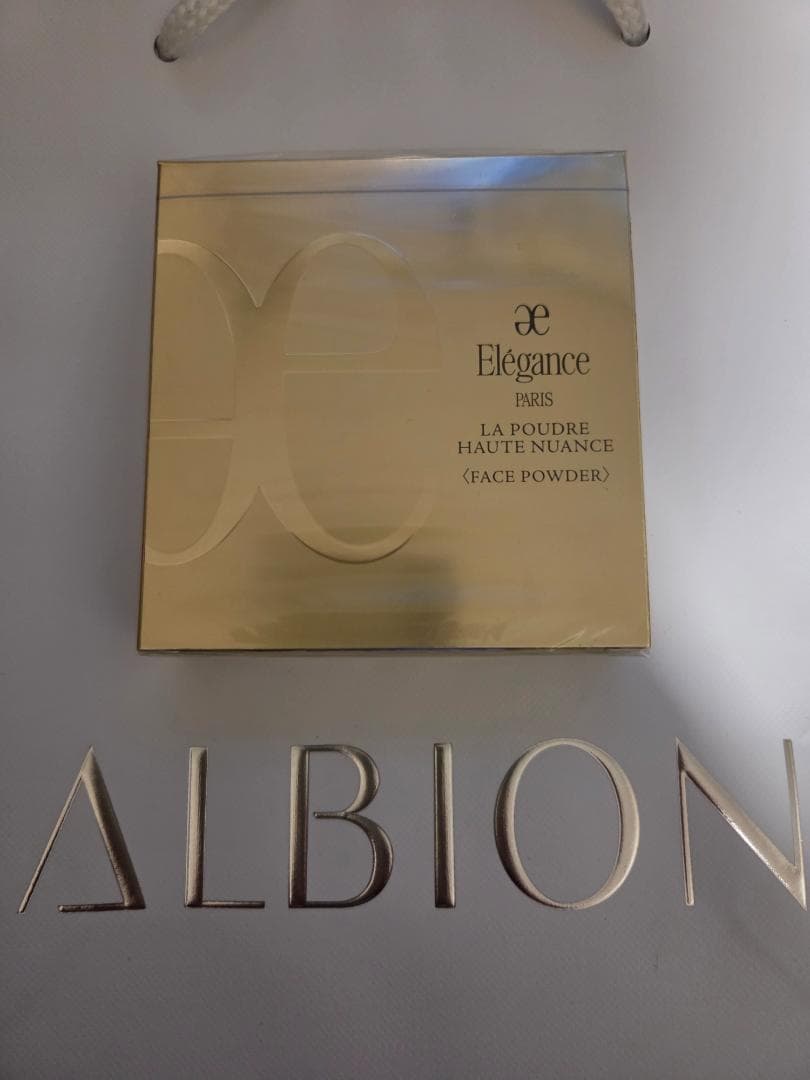 æ
Elégance
PARIS
LA POUDRE
HAUTE NUANCE
〈FACE POWDER〉
ALBION